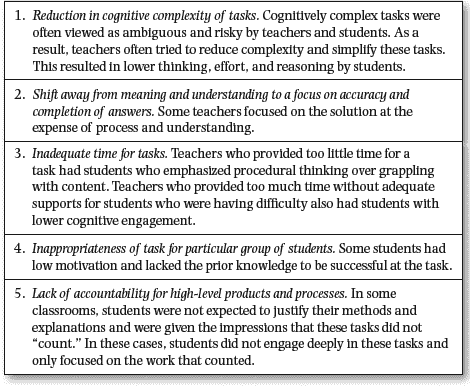 1. Reduction in cognitive complexity of tasks. Cognitively complex tasks were
often viewed as ambiguous and risky by teachers and students. As a
result, teachers often tried to reduce complexity and simplify these tasks.
This resulted in lower thinking, effort, and reasoning by students.
2. Shift away from meaning and understanding to a focus on accuracy and
completion of answers. Some teachers focused on the solution at the
expense of process and understanding.
3. Inadequate time for tasks. Teachers who provided too little time for a
task had students who emphasized procedural thinking over grappling
with content. Teachers who provided too much time without adequate
supports for students who were having difficulty also had students with
lower cognitive engagement.
4. Inappropriateness of task for particular group of students. Some students had
low motivation and lacked the prior knowledge to be successful at the task.
5. Lack of accountability for high-level products and processes. In some
classrooms, students were not expected to justify their methods and
explanations and were given the impressions that these tasks did not
“count.” In these cases, students did not engage deeply in these tasks and
only focused on the work that counted.